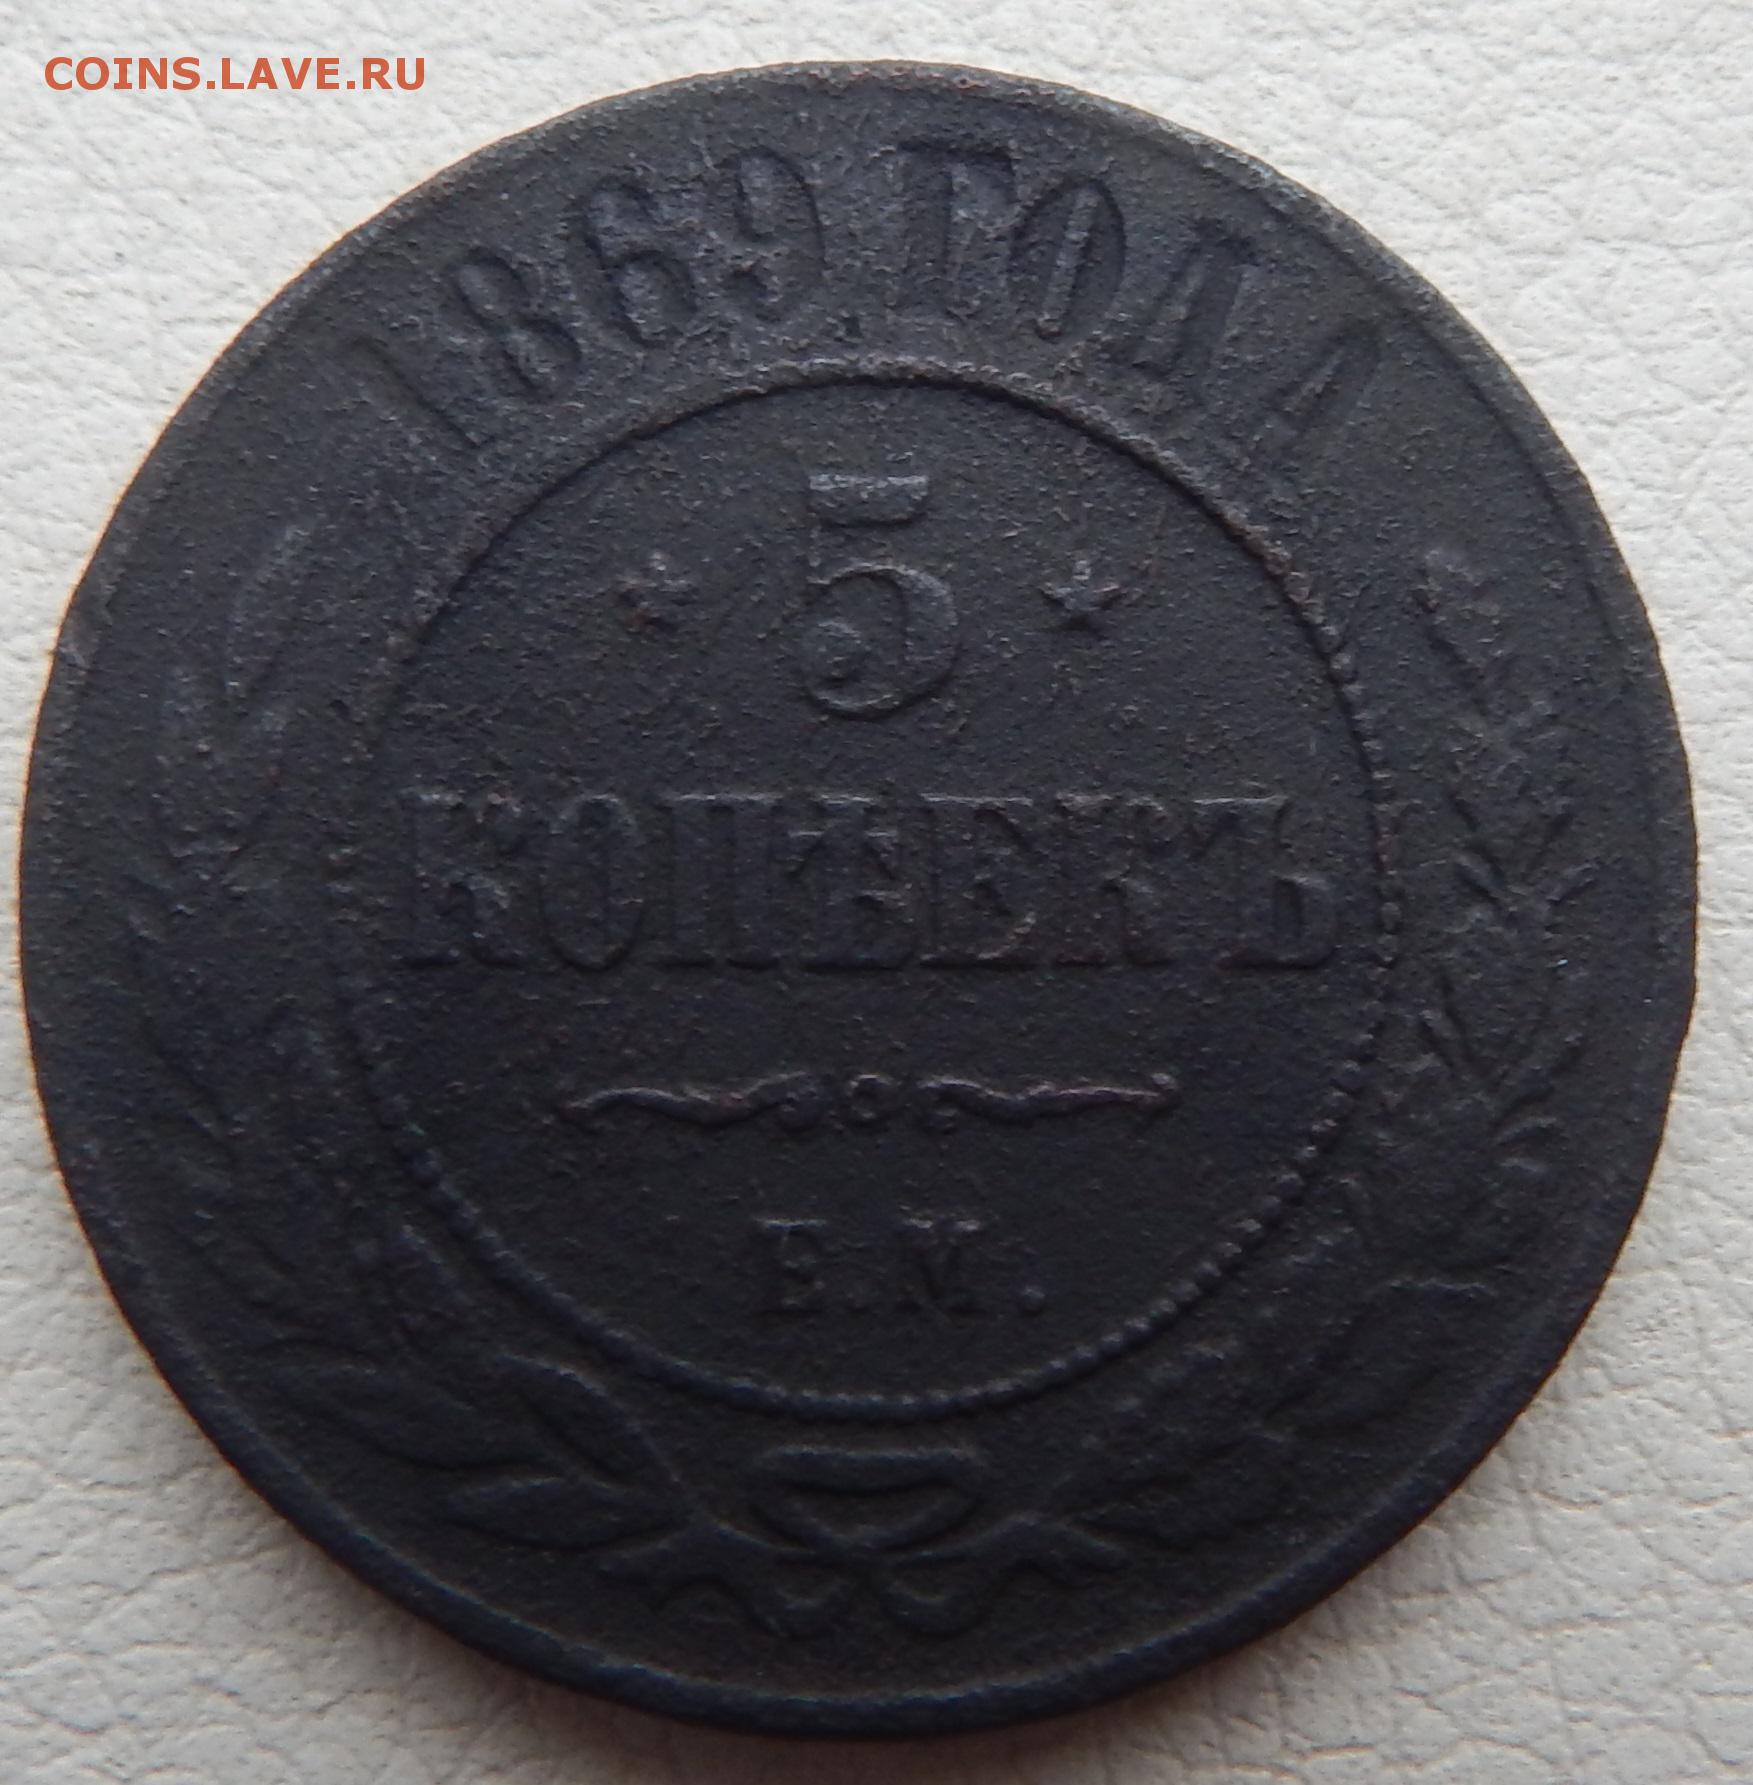 COINS.LAVE.RU
1869 ГОДА
5
КОПѢЕКЪ
Е.М.